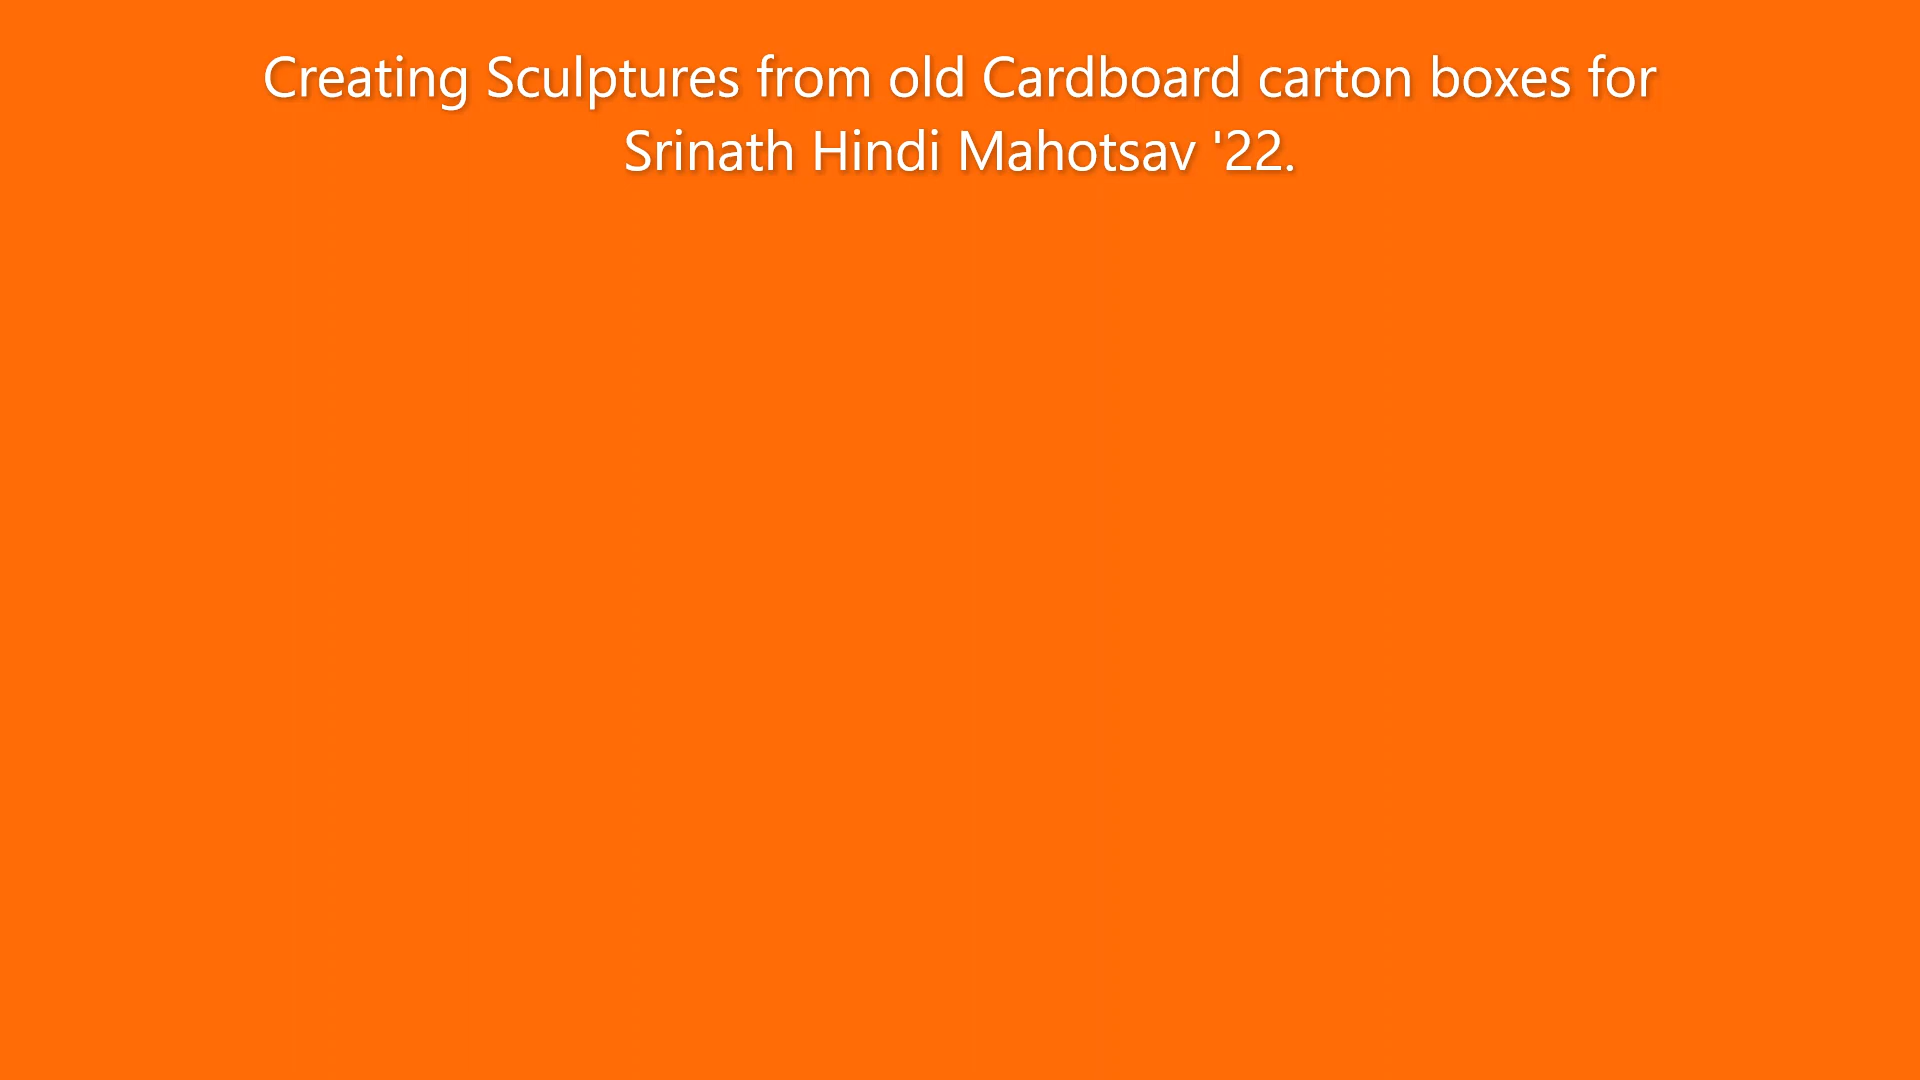 Creating Sculptures from old Cardboard carton boxes for
Srinath Hindi Mahotsav '22.